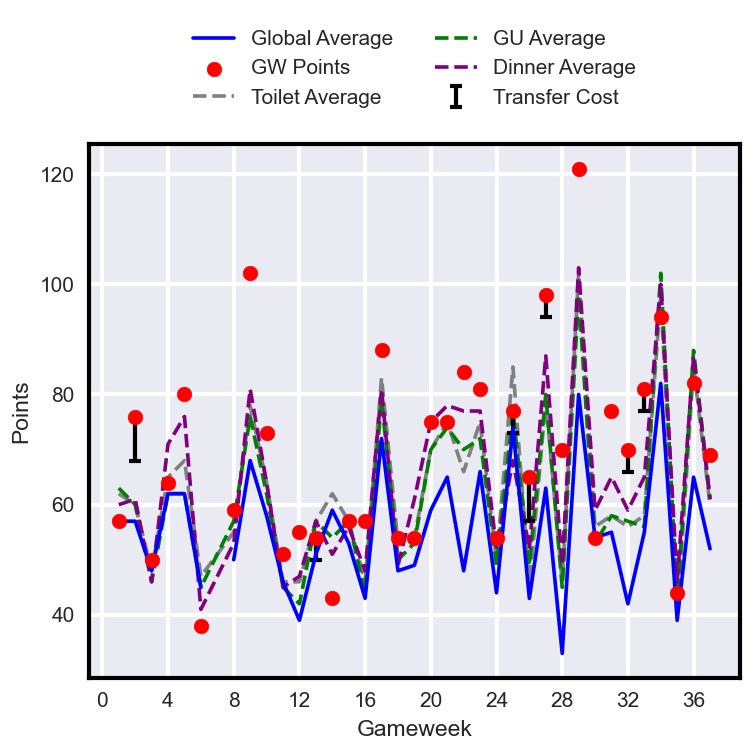 Global Average
GW Points
Toilet Average
GU Average
Dinner Average
Transfer Cost
Points
120
100
80
60
40
0 4 8 12 16 20 24 28 32 36
Gameweek